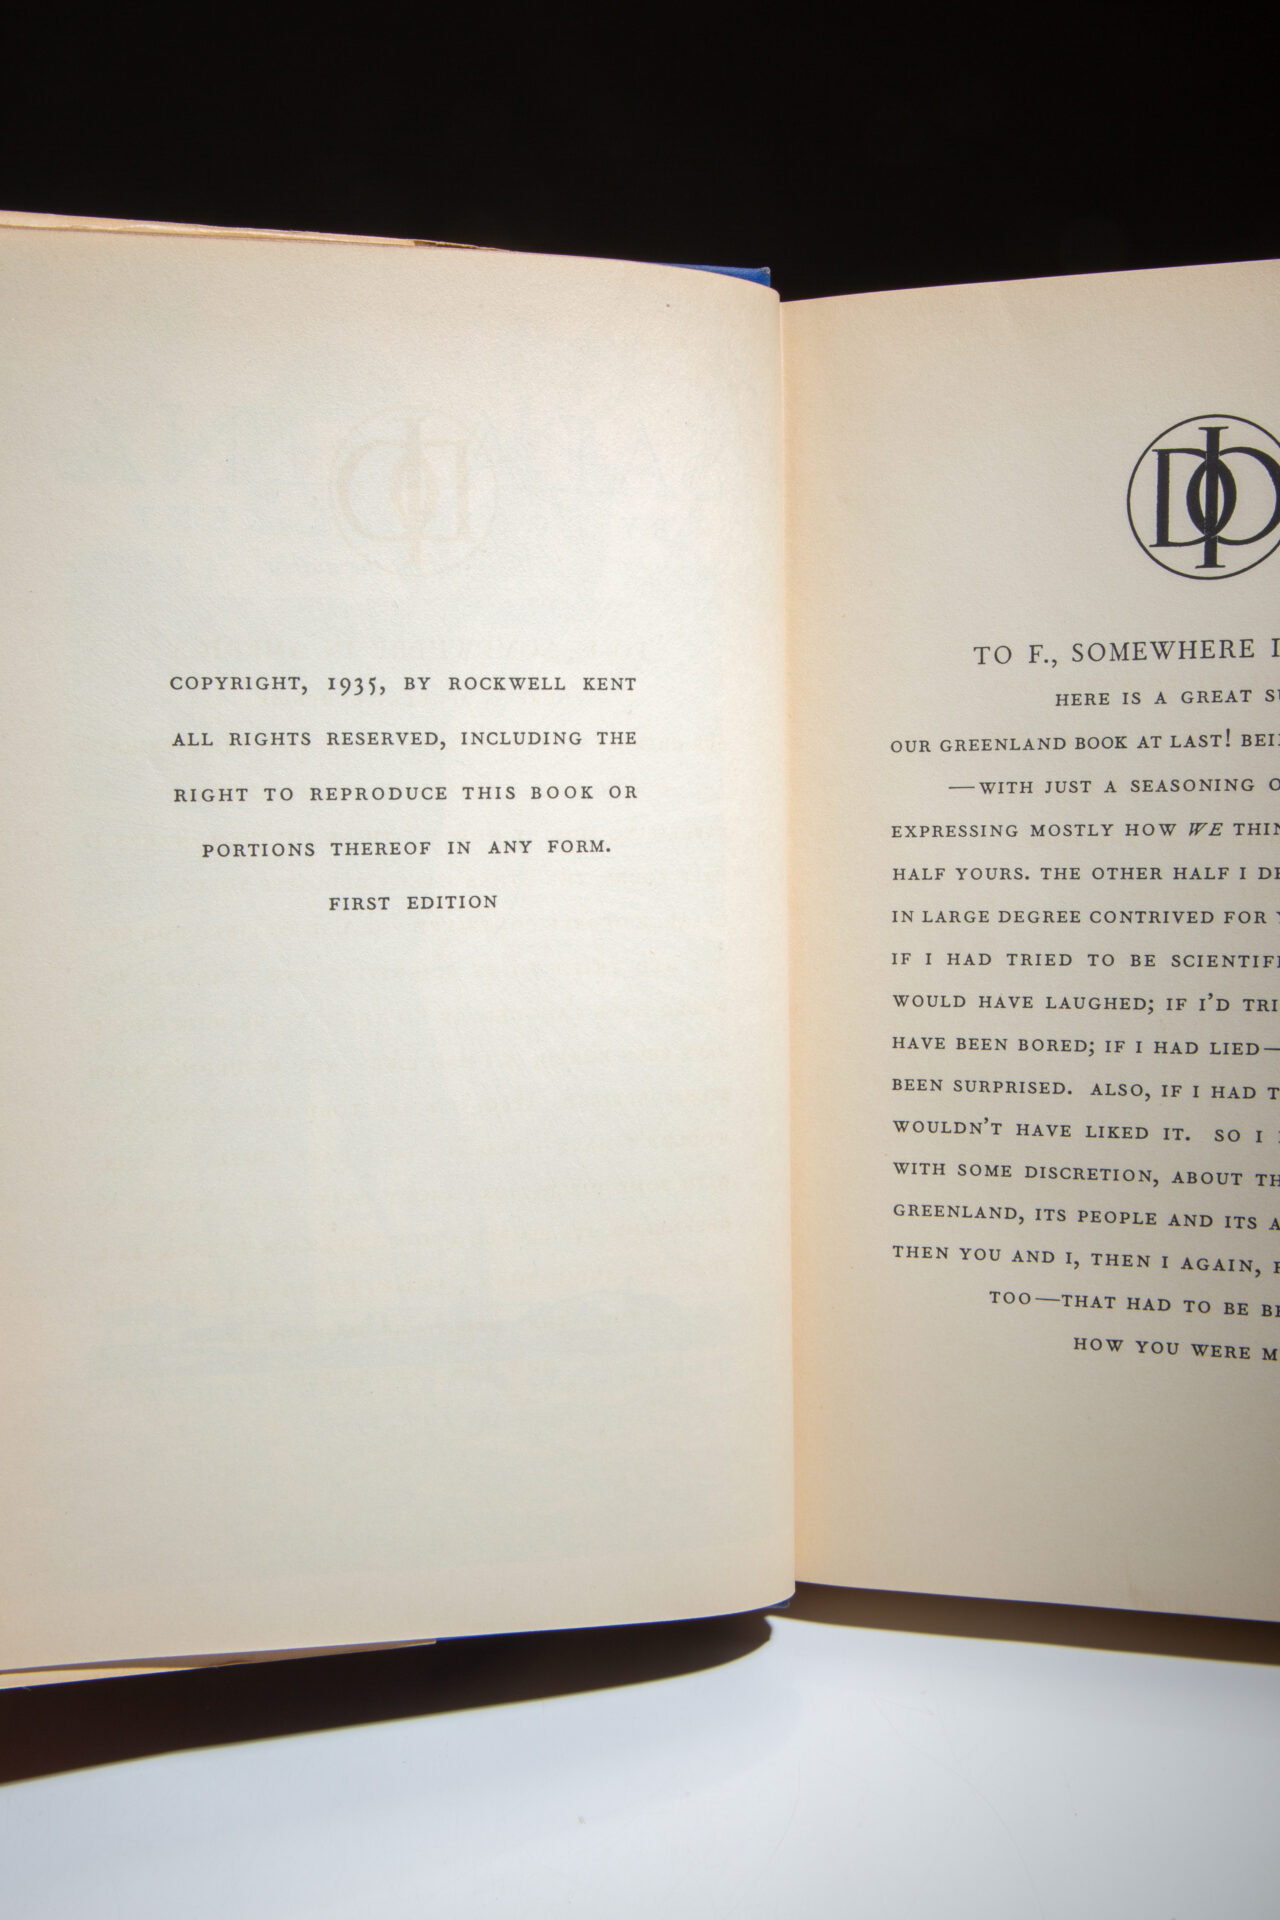 COPYRIGHT, 1935, BY ROCKWELL KENT
ALL RIGHTS RESERVED, INCLUDING THE
RIGHT TO REPRODUCE THIS BOOK OR
PORTIONS THEREOF IN ANY FORM.
FIRST EDITION
TO F., SOMEWHERE
HERE IS A GREAT
OUR GREENLAND BOOK AT LAST!
—WITH JUST A SEASONING
EXPRESSING MOSTLY HOW WE
HALF YOURS. THE OTHER HALF I
IN LARGE DEGREE CONTRIVED FOR
IF I HAD TRIED TO BE
WOULD HAVE LAUGHED; IF I'D
HAVE BEEN BORED; IF I HAD LIED—
BEEN SURPRISED. ALSO, IF I HAD
WOULDN'T HAVE LIKED IT. SO I
WITH SOME DISCRETION, ABOUT
GREENLAND, ITS PEOPLE AND ITS
THEN YOU AND I, THEN I AGAIN,
TOO—THAT HAD TO BE
HOW YOU WERE